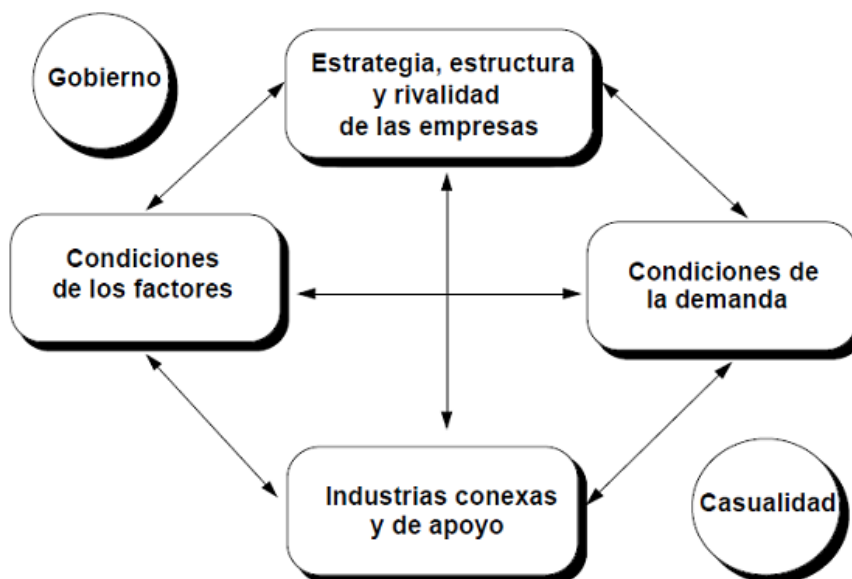 Gobierno
Estrategia, estructura
y rivalidad
de las empresas
Condiciones
de los factores
Condiciones de
la demanda
Industrias conexas
y de apoyo
Casualidad